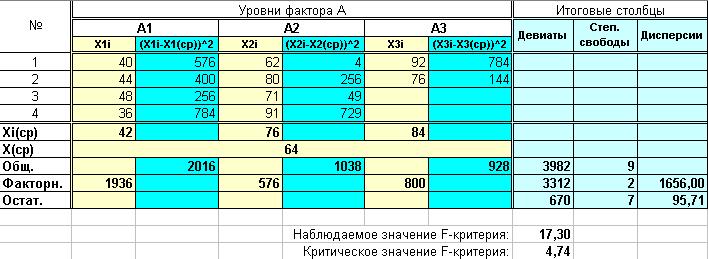 № Уровни фактора A Итоговые столбцы
A1 A2 A3 Девиаты Степ. свободы Дисперсии
X1i (X1i-X1(ср))^2 X2i (X2i-X2(ср))^2 X3i (X3i-X3(ср))^2
1 40 576 62 4 92 784
2 44 400 80 256 76 144
3 48 256 71 49
4 36 784 91 729
Xi(ср) 42 76 84
X(ср) 64
Общ. 2016 1038 928 3982 9
Факторн. 1936 576 800 3312 2 1656,00
Остат. 670 7 95,71
Наблюдаемое значение F-критерия: 17,30
Критическое значение F-критерия: 4,74